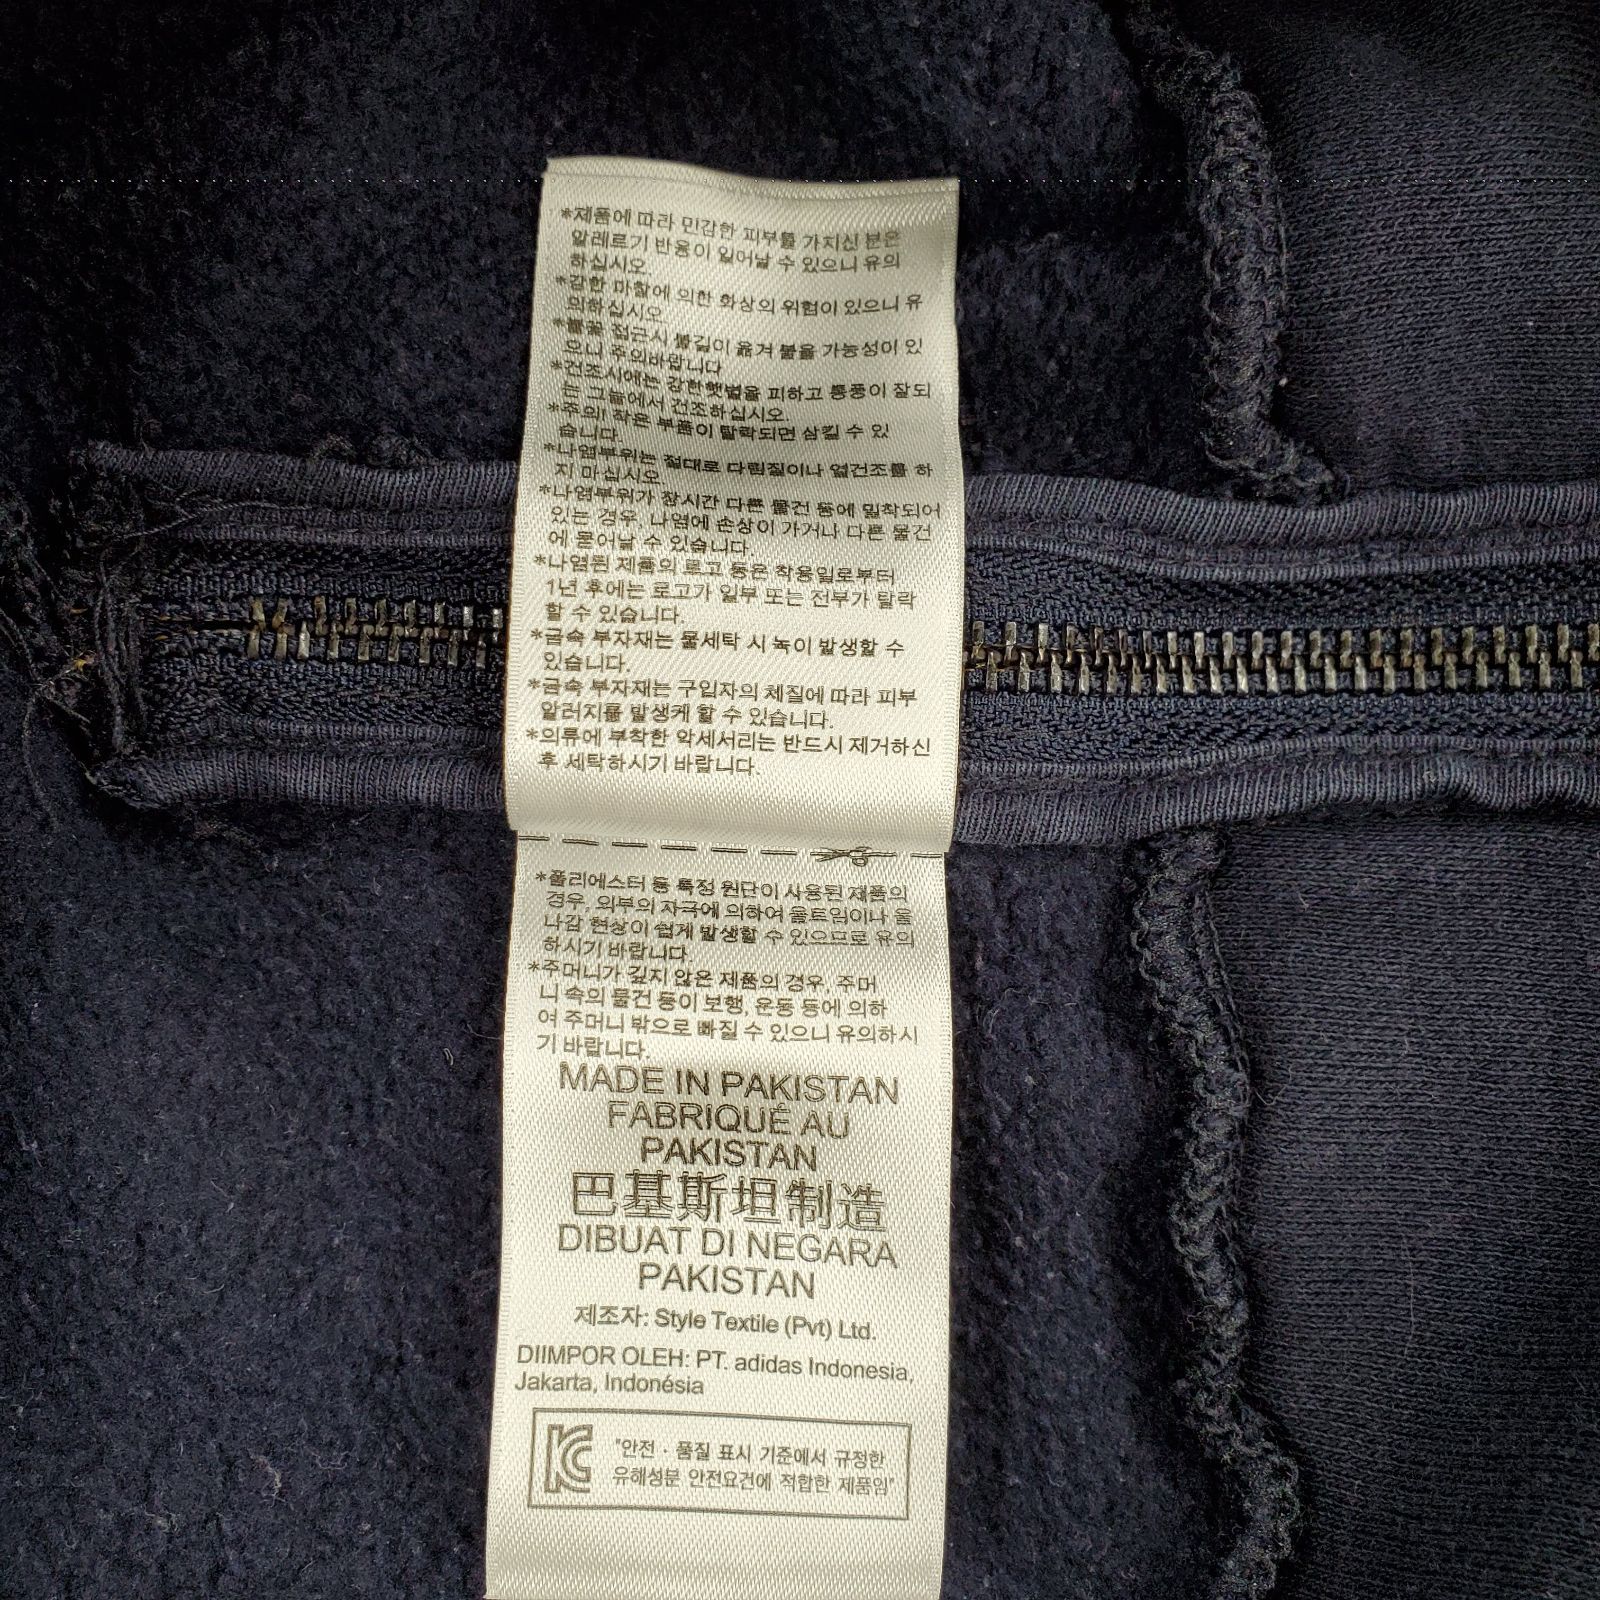 *제품에 따라 민감한 피부를 가지신 분은
알레르기 반응이 일어날 수 있으니 유의
하십시오.
*강한 마찰에 의한 화상의 위험이 있으니 유
의하십시오
*불꽃 접근시 불길이 옮겨 붙을 가능성이 있
으니 주의바랍니다
*건조시에는 강한햇볕을 피하고 통풍이 잘되
는 그늘에서 건조하십시오
*주의! 작은 부품이 탈락되면 삼킬 수 있
습니다.
*나염부위는 절대로 다림질이나 열건조를 하
지 마십시오.
*나염부위가 장시간 다른 물건 등에 밀착되어
있는 경우, 나염에 손상이 가거나 다른 물건
에 묻어날 수 있습니다.
*나염된 제품의 로고 등은 착용일로부터
1년 후에는 로고가 일부 또는 전부가 탈락
할 수 있습니다.
*금속 부자재는 물세탁 시 녹이 발생할 수
있습니다.
*금속 부자재는 구입자의 체질에 따라 피부
알러지를 발생케 할 수 있습니다.
*의류에 부착한 악세서리는 반드시 제거하신
후 세탁하시기 바랍니다.
*폴리에스터 등 특정 원단이 사용된 제품의
경우, 외부의 자극에 의하여 올트임이나 올
나감 현상이 쉽게 발생할 수 있으므로 유의
하시기 바랍니다.
*주머니가 깊지 않은 제품의 경우, 주머
니 속의 물건 등이 보행, 운동 등에 의하
여 주머니 밖으로 빠질 수 있으니 유의하시
기 바랍니다.
MADE IN PAKISTAN
FABRIQUÉ AU
PAKISTAN
巴基斯坦制造
DIBUAT DI NEGARA
PAKISTAN
제조자: Style Textile (Pvt) Ltd.
DIIMPOR OLEH: PT. adidas Indonesia,
Jakarta, Indonésia
KC "안전 · 품질 표시 기준에서 규정한
유해성분 안전요건에 적합한 제품임"